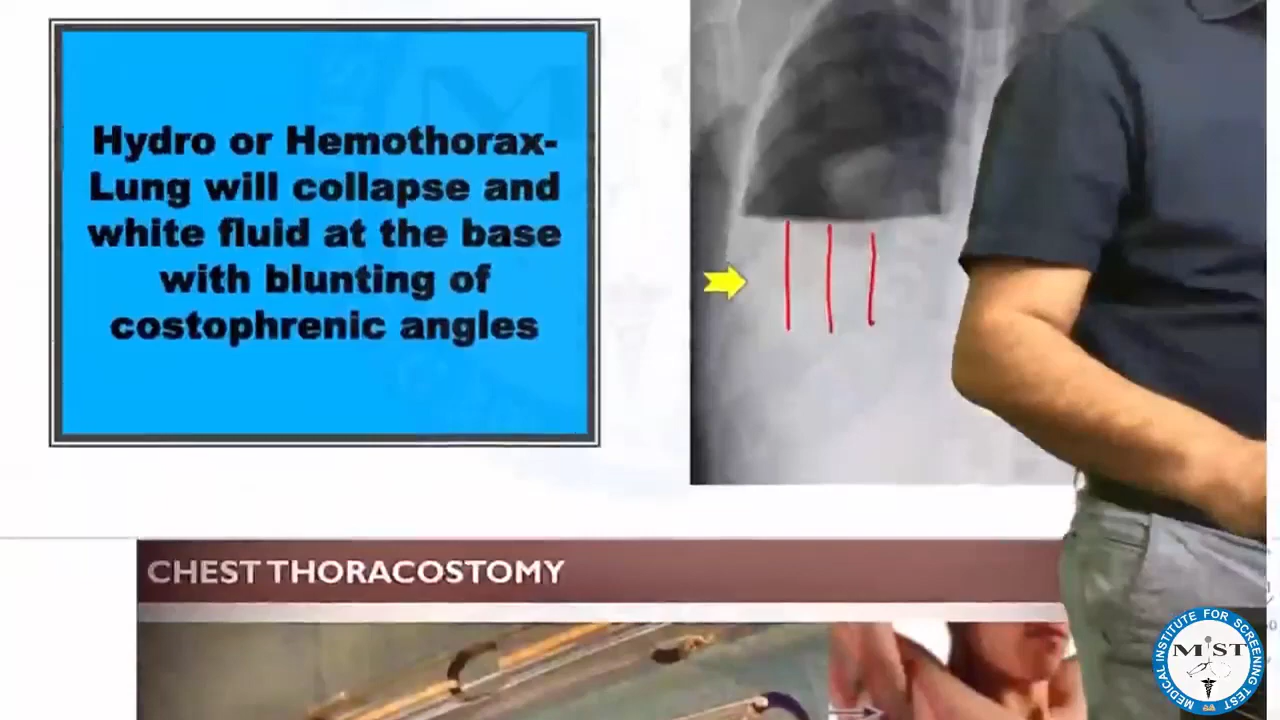 Hydro or Hemothorax-
Lung will collapse and
white fluid at the base
with blunting of
costophrenic angles
CHEST THORACOSTOMY
MEDICAL INSTITUTE FOR SCREENING TEST
MIST